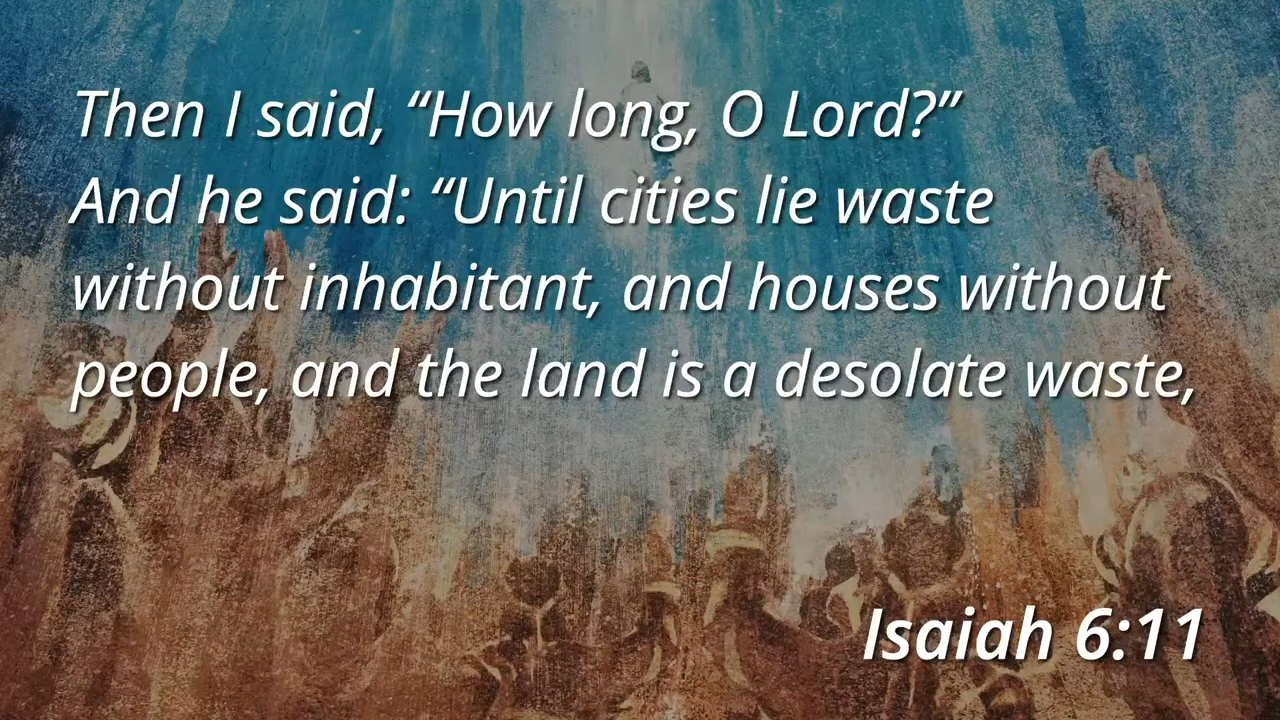 Then I said, “How long, O Lord?”
And he said: “Until cities lie waste
without inhabitant, and houses without
people, and the land is a desolate waste,
Isaiah 6:11